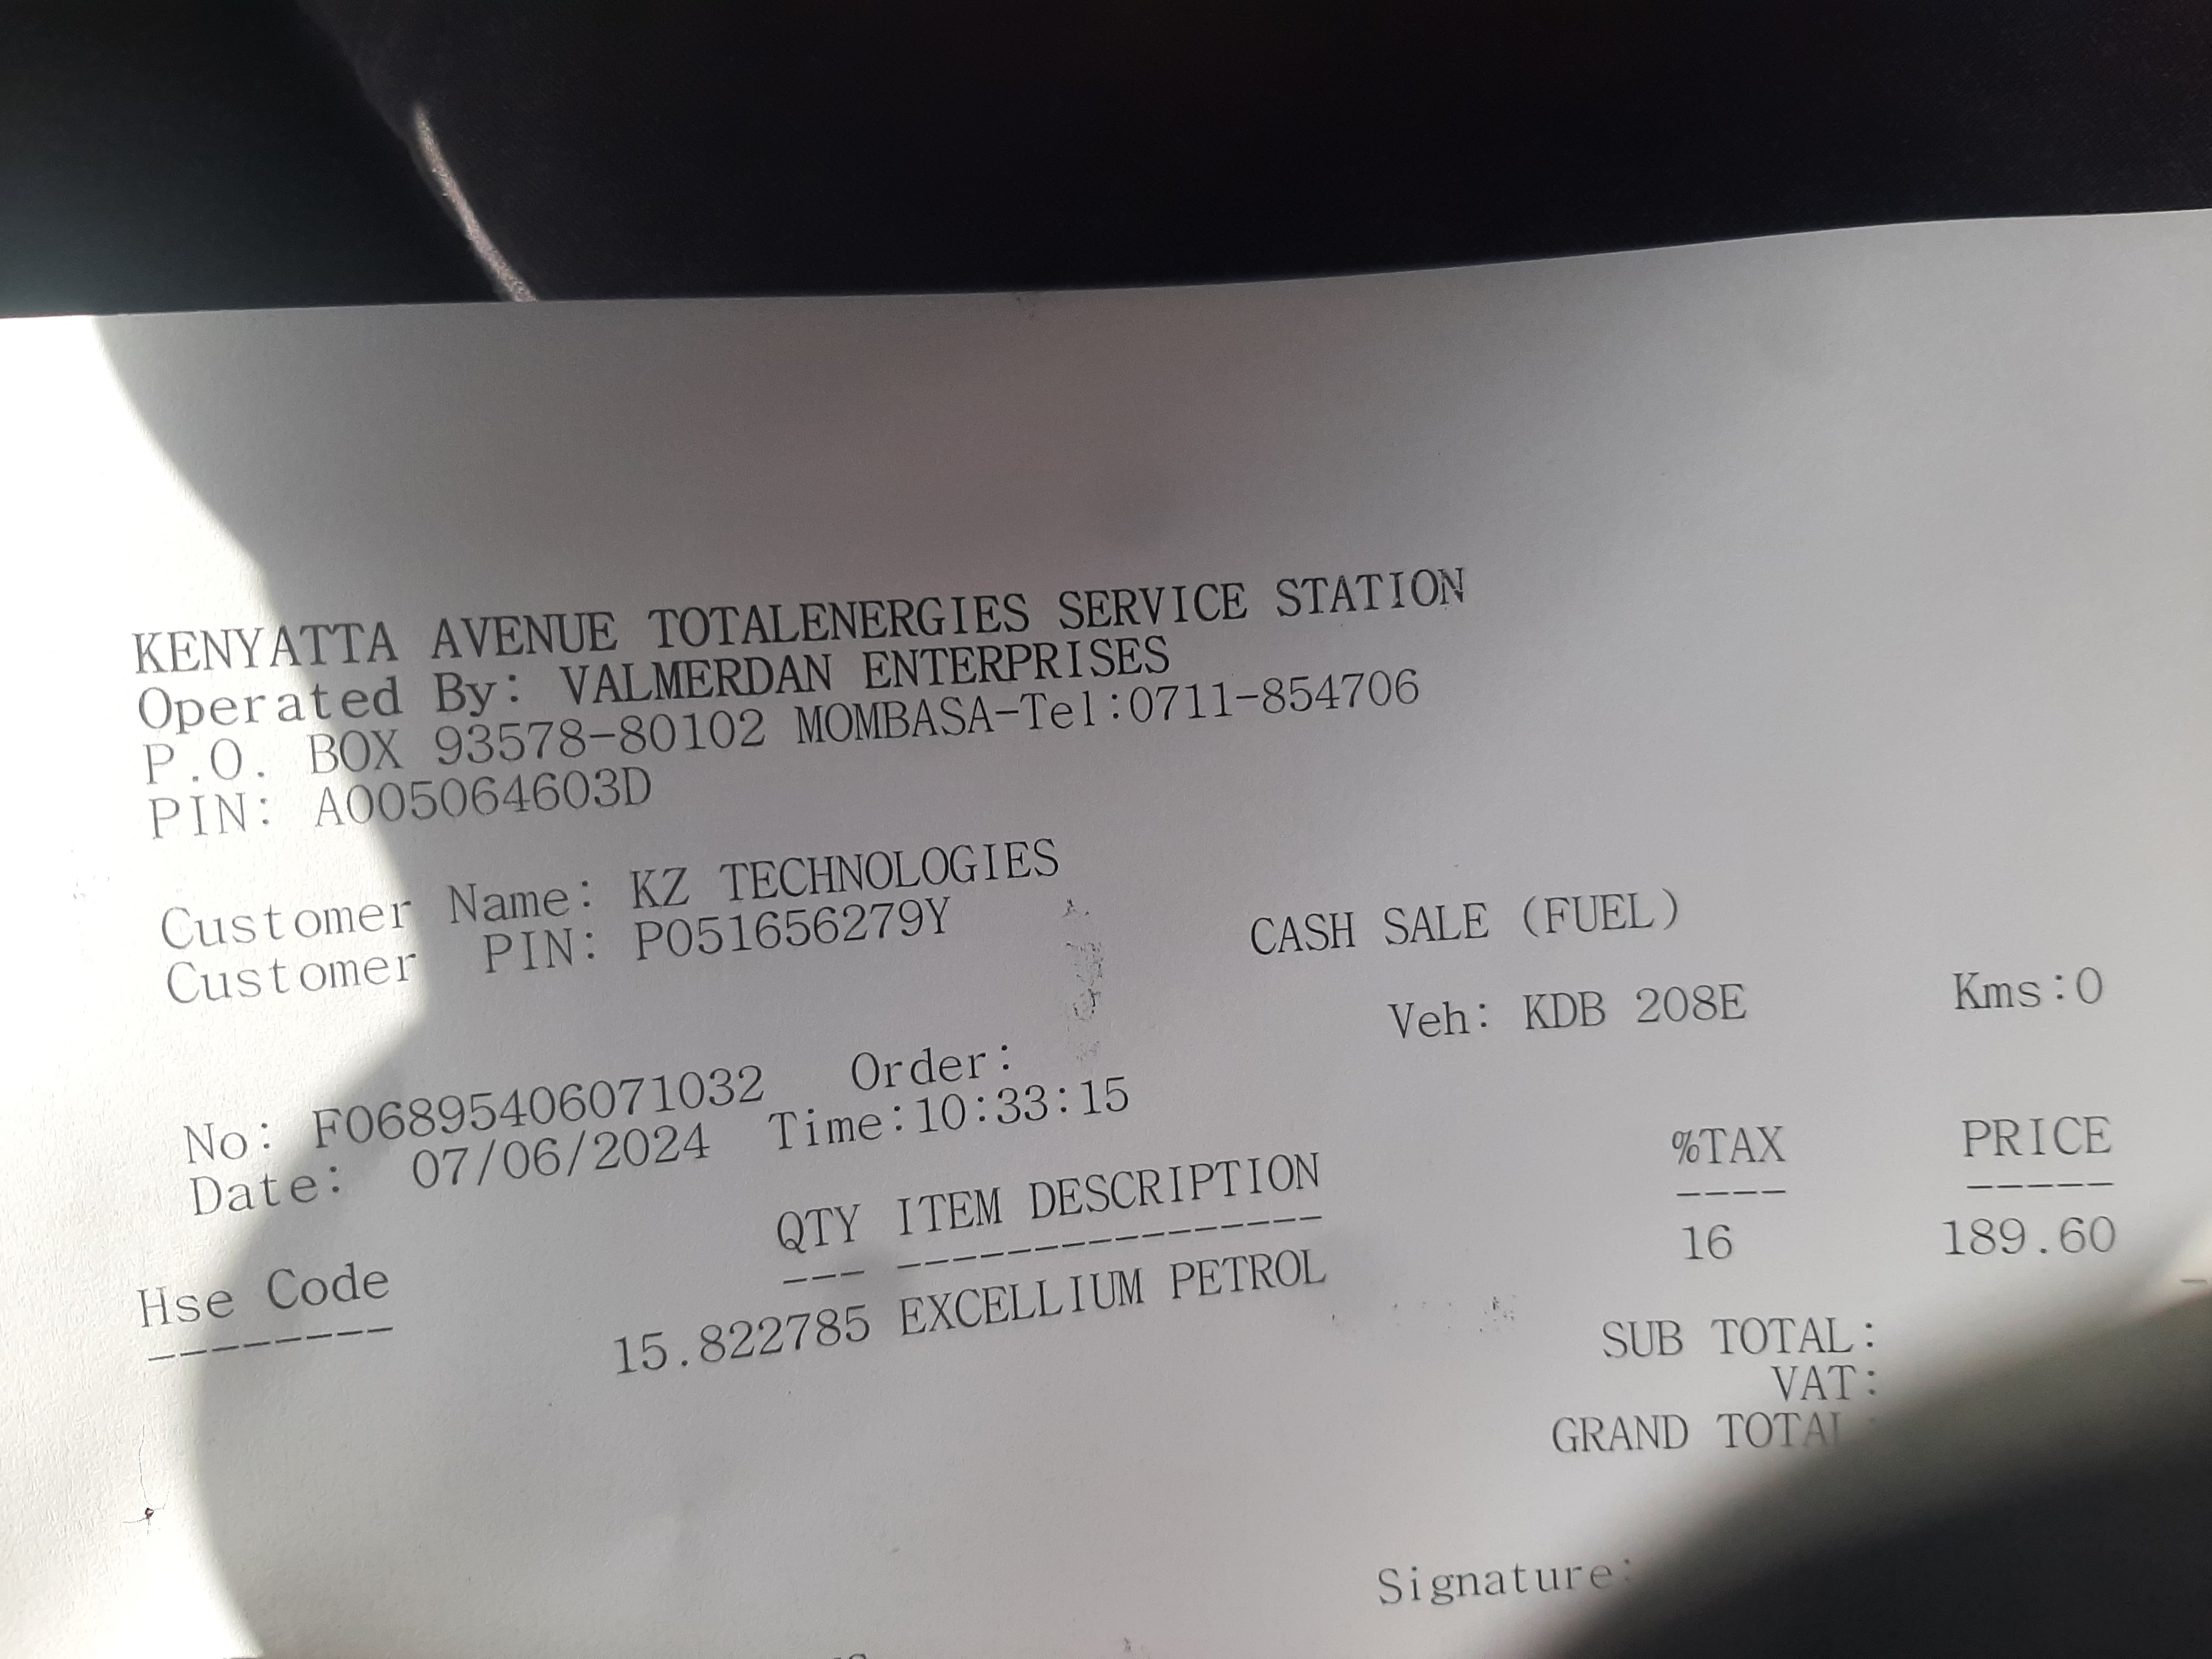 KENYATTA AVENUE TOTALENERGIES SERVICE STATION
Operated By: VALMERDAN ENTERPRISES
P.O. BOX 93578-80102 MOMBASA-Tel:0711-854706
PIN: A005064603D
Customer Name: KZ TECHNOLOGIES
Customer PIN: P051656279Y
CASH SALE (FUEL)
Veh: KDB 208E Kms:0
No: F06895406071032 Order:
Date: 07/06/2024 Time:10:33:15
Hse Code QTY ITEM DESCRIPTION %TAX PRICE
-------- --- ---------------- ---- -----
15.822785 EXCELLIUM PETROL 16 189.60
SUB TOTAL:
VAT:
GRAND TOTAL:
Signature: